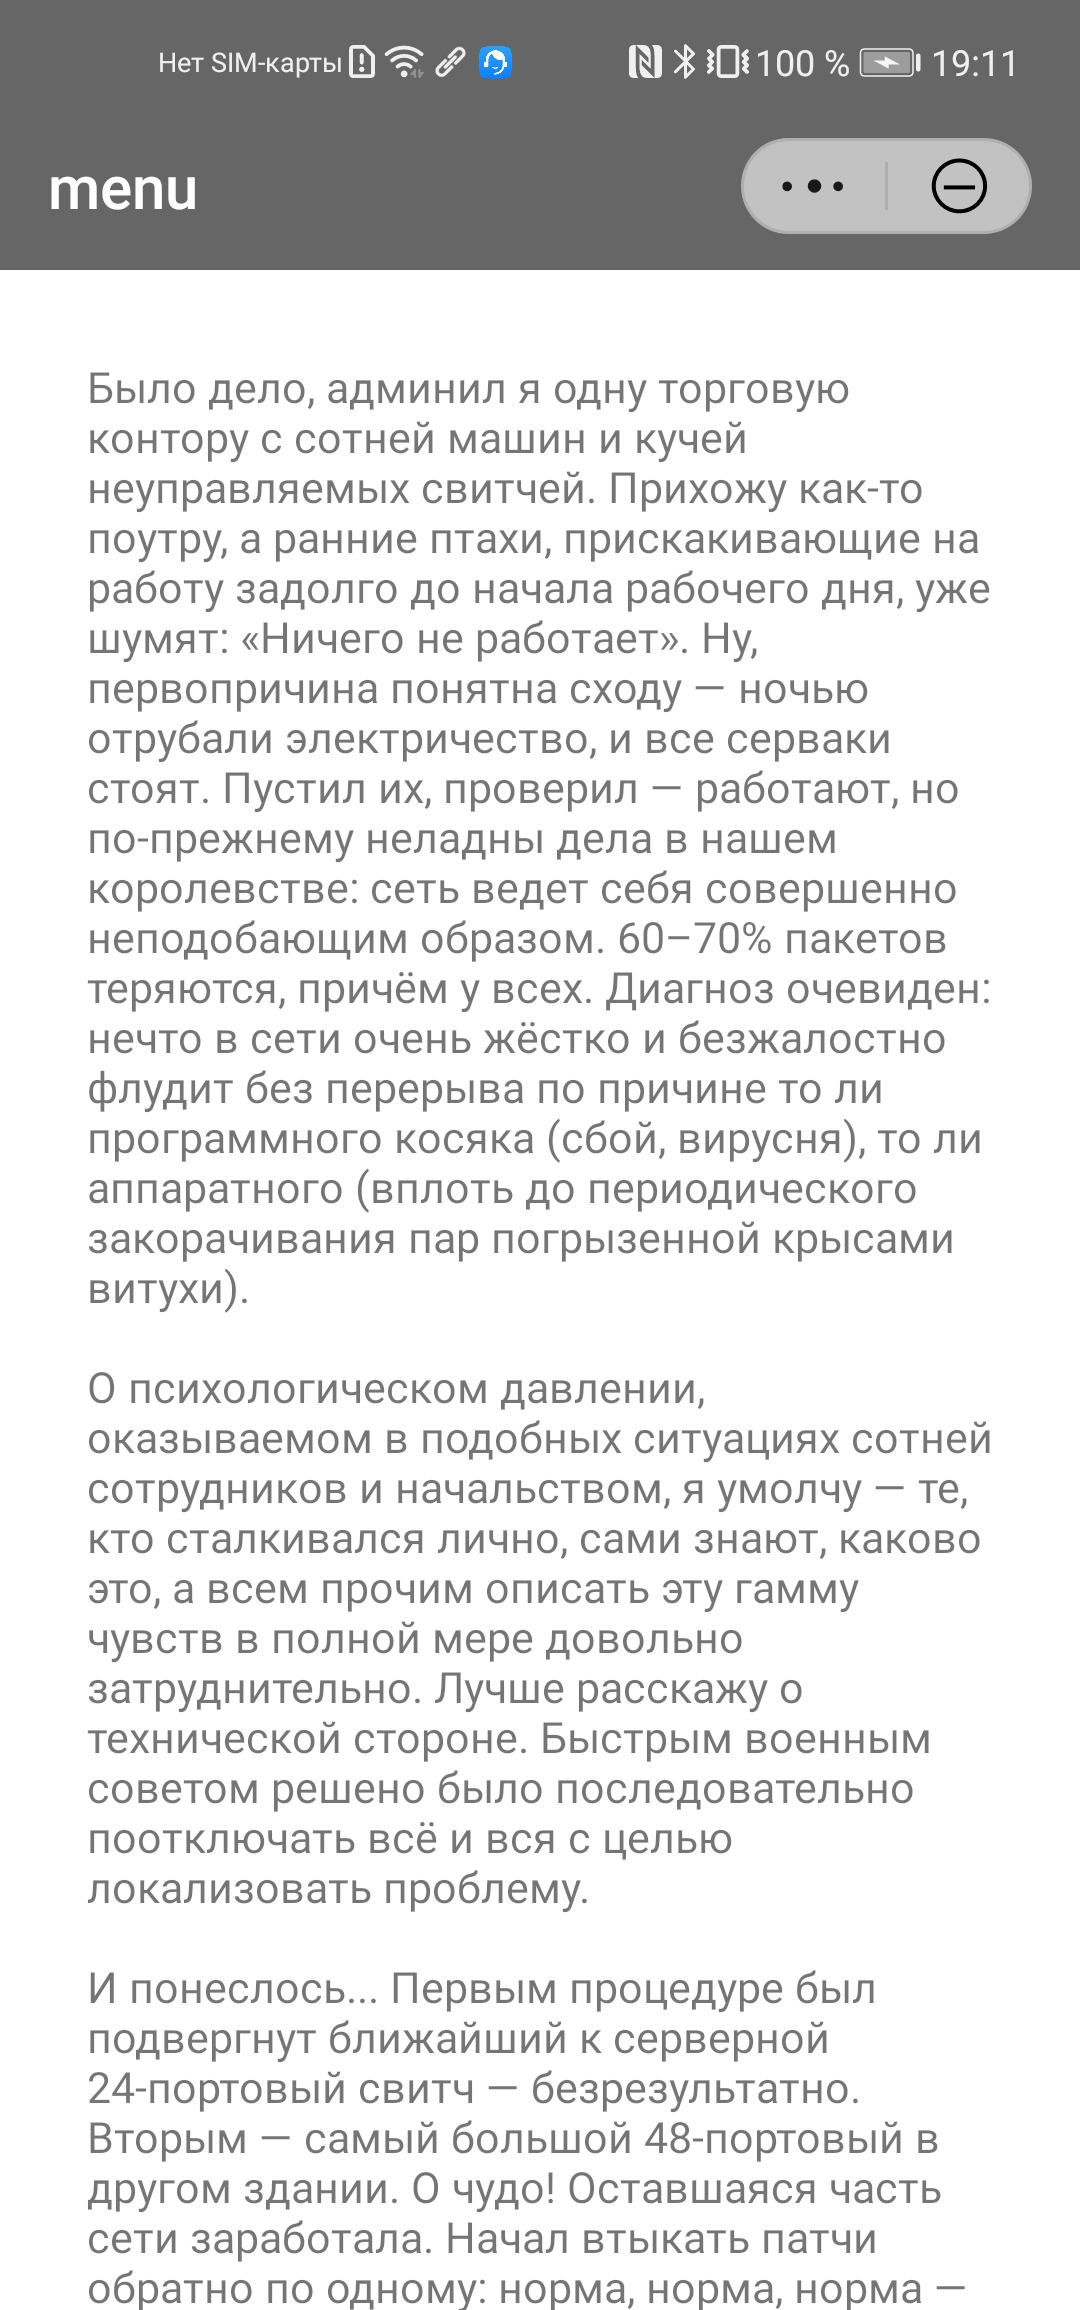 Нет SIM-карты
100 %
19:11
menu
Было дело, админил я одну торговую
контору с сотней машин и кучей
неуправляемых свитчей. Прихожу как-то
поутру, а ранние птахи, прискакивающие на
работу задолго до начала рабочего дня, уже
шумят: «Ничего не работает». Ну,
первопричина понятна сходу — ночью
отрубали электричество, и все серваки
стоят. Пустил их, проверил — работают, но
по-прежнему неладны дела в нашем
королевстве: сеть ведет себя совершенно
неподобающим образом. 60–70% пакетов
теряются, причём у всех. Диагноз очевиден:
нечто в сети очень жёстко и безжалостно
флудит без перерыва по причине то ли
программного косяка (сбой, вирусня), то ли
аппаратного (вплоть до периодического
закорачивания пар погрызенной крысами
витухи).
О психологическом давлении,
оказываемом в подобных ситуациях сотней
сотрудников и начальством, я умолчу — те,
кто сталкивался лично, сами знают, каково
это, а всем прочим описать эту гамму
чувств в полной мере довольно
затруднительно. Лучше расскажу о
технической стороне. Быстрым военным
советом решено было последовательно
поотключать всё и вся с целью
локализовать проблему.
И понеслось... Первым процедуре был
подвергнут ближайший к серверной
24-портовый свитч — безрезультатно.
Вторым — самый большой 48-портовый в
другом здании. О чудо! Оставшаяся часть
сети заработала. Начал втыкать патчи
обратно по одному: норма, норма, норма —